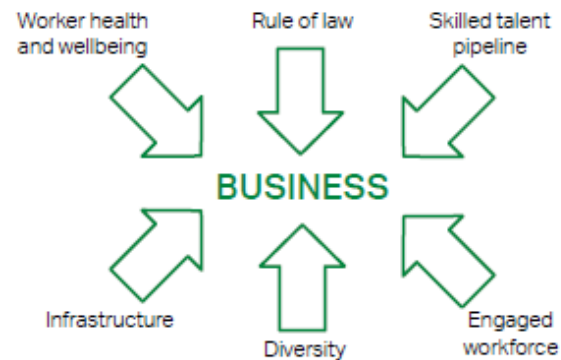 Worker health
and wellbeing
Rule of law
Skilled talent
pipeline
BUSINESS
Infrastructure
Diversity
Engaged
workforce